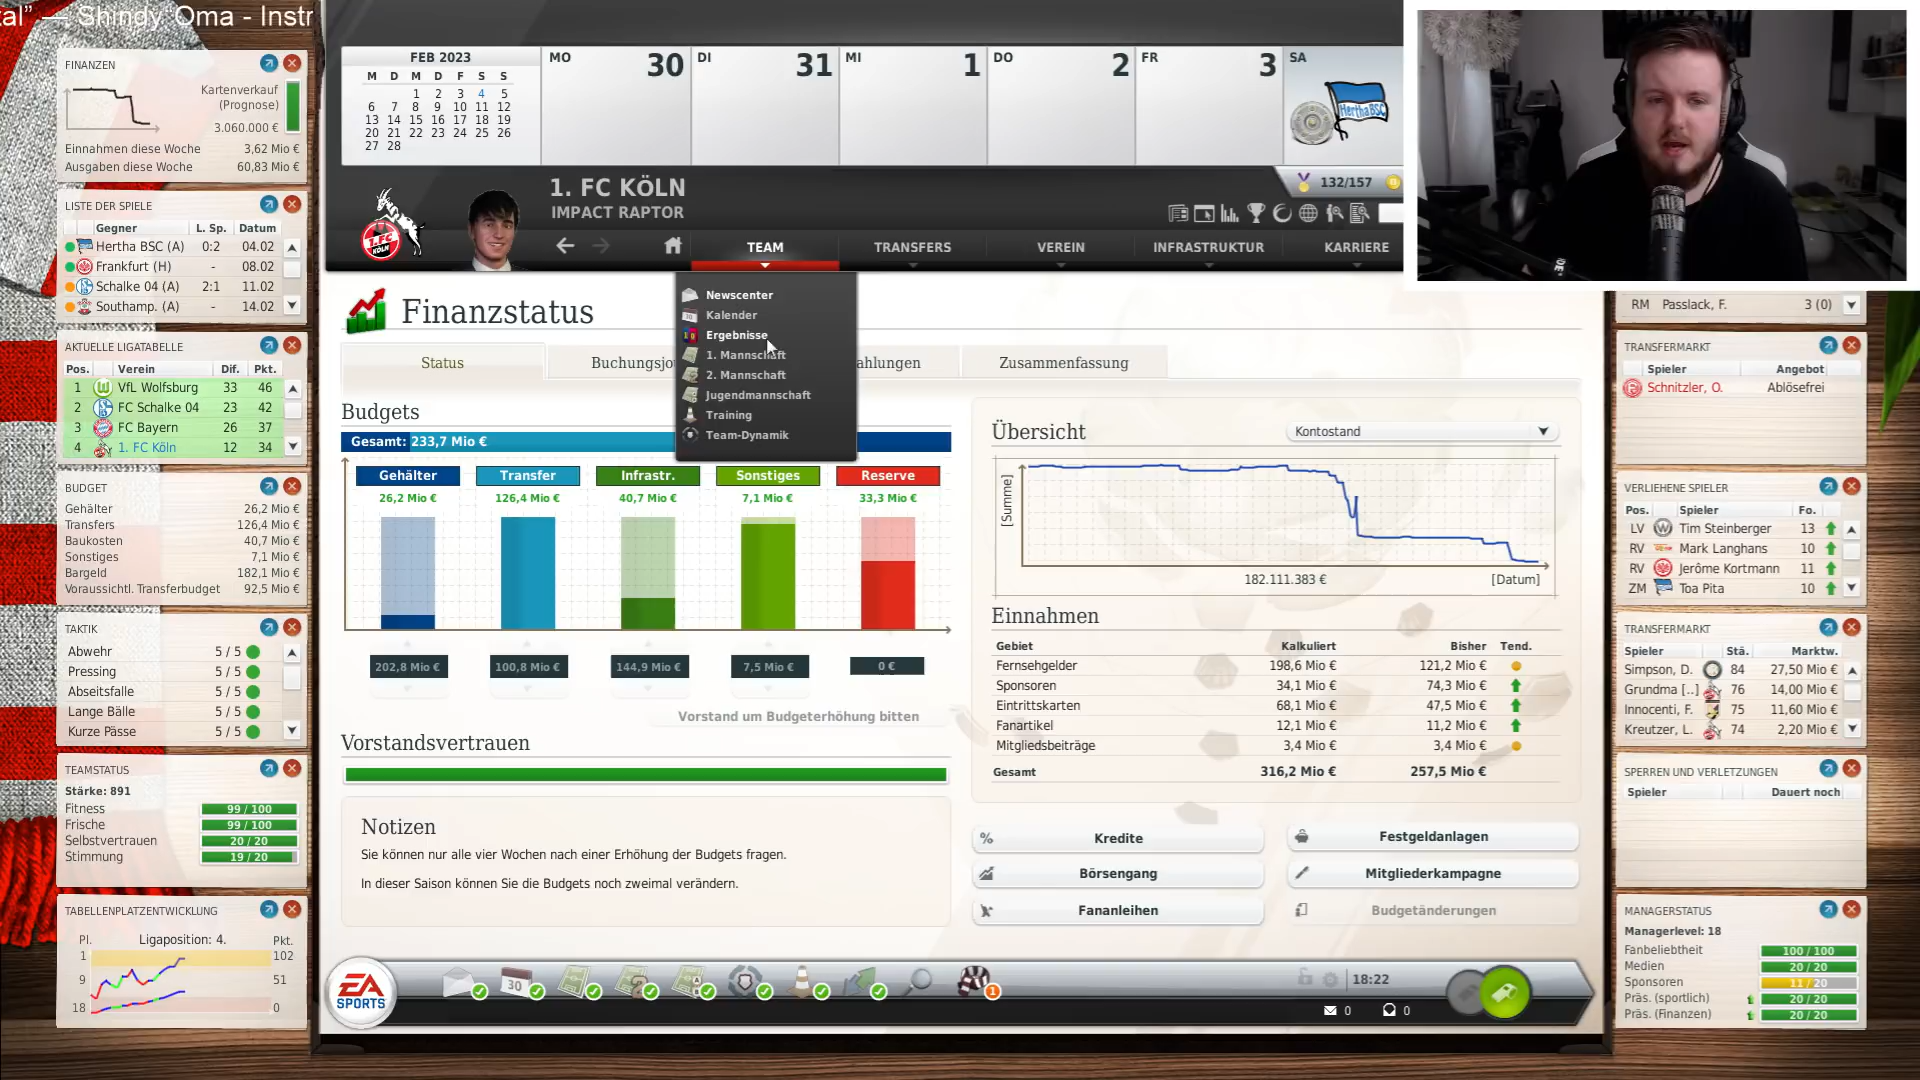 tal” — Shindy Oma - Instr
FINANZEN
Kartenverkauf
(Prognose)
3.060.000 €
Einnahmen diese Woche 3,62 Mio €
Ausgaben diese Woche 60,83 Mio €
LISTE DER SPIELE
Gegner L. Sp. Datum
Hertha BSC (A) 0:2 04.02
Frankfurt (H) - 08.02
Schalke 04 (A) 2:1 11.02
Southamp. (A) - 14.02
AKTUELLE LIGATABELLE
Pos. Verein Dif. Pkt.
1 VfL Wolfsburg 33 46
2 FC Schalke 04 23 42
3 FC Bayern 26 37
4 1. FC Köln 12 34
BUDGET
Gehälter 26,2 Mio €
Transfers 126,4 Mio €
Baukosten 40,7 Mio €
Sonstiges 7,1 Mio €
Bargeld 182,1 Mio €
Voraussichtl. Transferbudget 92,5 Mio €
TAKTIK
Abwehr 5 / 5
Pressing 5 / 5
Abseitsfalle 5 / 5
Lange Bälle 5 / 5
Kurze Pässe 5 / 5
TEAMSTATUS
Stärke: 891
Fitness 99 / 100
Frische 99 / 100
Selbstvertrauen 20 / 20
Stimmung 19 / 20
TABELLENPLATZENTWICKLUNG
Pl. Ligaposition: 4. Pkt.
1 102
9 51
18 0
FEB 2023
M D M D F S S
1 2 3 4 5
6 7 8 9 10 11 12
13 14 15 16 17 18 19
20 21 22 23 24 25 26
27 28
MO 30 DI 31 MI 1 DO 2 FR 3 SA
Hertha BSC
1. FC KÖLN
IMPACT RAPTOR
132/157
1. FC KÖLN
TEAM TRANSFERS VEREIN INFRASTRUKTUR KARRIERE
Newscenter
Kalender
Ergebnisse
1. Mannschaft
2. Mannschaft
Jugendmannschaft
Training
Team-Dynamik
Finanzstatus
Status Buchungsjo ahlungen Zusammenfassung
Budgets
Gesamt: 233,7 Mio €
Gehälter Transfer Infrastr. Sonstiges Reserve
26,2 Mio € 126,4 Mio € 40,7 Mio € 7,1 Mio € 33,3 Mio €
202,8 Mio € 100,8 Mio € 144,9 Mio € 7,5 Mio € 0 €
Vorstand um Budgeterhöhung bitten
Vorstandsvertrauen
Notizen
Sie können nur alle vier Wochen nach einer Erhöhung der Budgets fragen.
In dieser Saison können Sie die Budgets noch zweimal verändern.
Übersicht
Kontostand
[Summe]
182.111.383 € [Datum]
Einnahmen
Gebiet Kalkuliert Bisher Tend.
Fernsehgelder 198,6 Mio € 121,2 Mio €
Sponsoren 34,1 Mio € 74,3 Mio €
Eintrittskarten 68,1 Mio € 47,5 Mio €
Fanartikel 12,1 Mio € 11,2 Mio €
Mitgliedsbeiträge 3,4 Mio € 3,4 Mio €
Gesamt 316,2 Mio € 257,5 Mio €
Kredite Festgeldanlagen
Börsengang Mitgliederkampagne
Fananleihen Budgetänderungen
EA SPORTS
30
1
18:22
0 0
RM Passlack, F. 3 (0)
TRANSFERMARKT
Spieler Angebot
Schnitzler, O. Ablösefrei
VERLIEHENE SPIELER
Pos. Spieler Fo.
LV Tim Steinberger 13
RV Mark Langhans 10
RV Jerôme Kortmann 11
ZM Toa Pita 10
TRANSFERMARKT
Spieler Stä. Marktw.
Simpson, D. 84 27,50 Mio €
Grundma [..] 76 14,00 Mio €
Innocenti, F. 75 11,60 Mio €
Kreutzer, L. 74 2,20 Mio €
SPERREN UND VERLETZUNGEN
Spieler Dauert noch
MANAGERSTATUS
Managerlevel: 18
Fanbeliebtheit 100 / 100
Medien 20 / 20
Sponsoren 11 / 20
Präs. (sportlich) 20 / 20
Präs. (Finanzen) 20 / 20